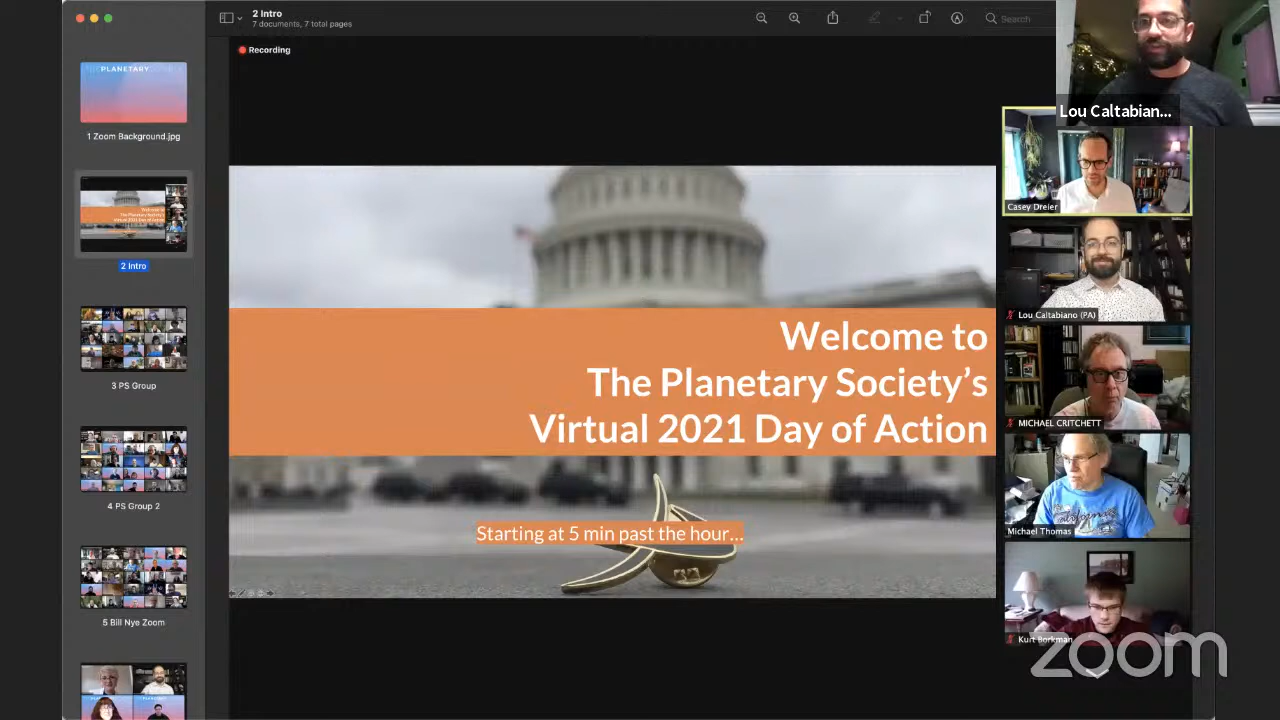 2 Intro
7 documents, 7 total pages
Search
Recording
PLANETARY
1 Zoom Background.jpg
2 Intro
3 PS Group
4 PS Group 2
5 Bill Nye Zoom
Welcome to
The Planetary Society's
Virtual 2021 Day of Action
Starting at 5 min past the hour...
Lou Caltabian...
Casey Dreier
Lou Caltabiano (PA)
MICHAEL CRITCHETT
Michael Thomas
Kurt Borkman
zoom